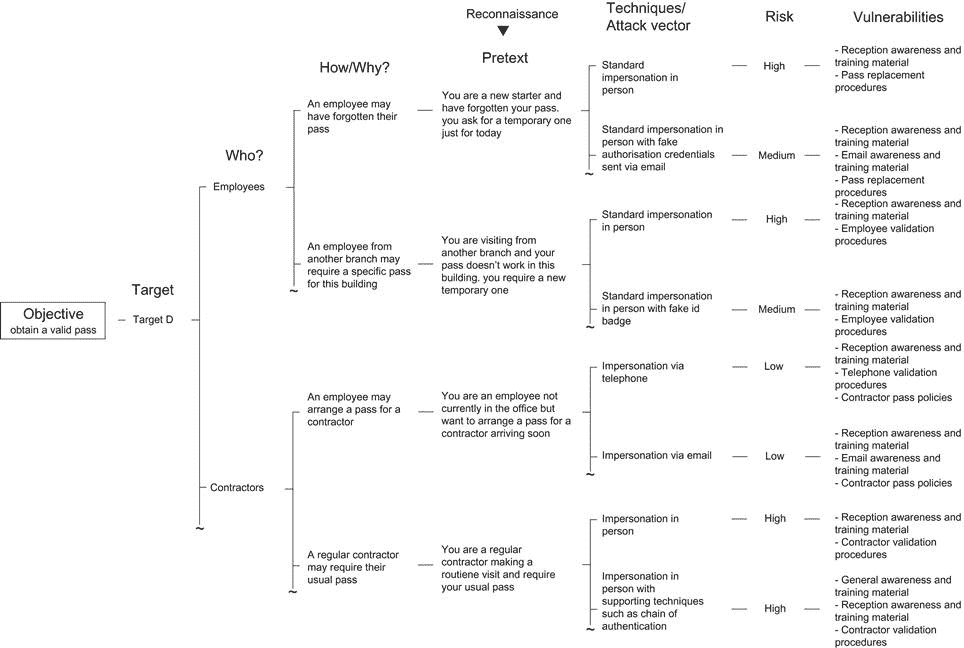 Reconnaissance
Techniques/
Attack vector
Risk
Vulnerabilities
How/Why?
Pretext
Who?
Target
Objective
obtain a valid pass
Target D
Employees
An employee may
have forgotten their
pass
You are a new starter and
have forgotten your pass.
you ask for a temporary one
just for today
Standard
impersonation in
person
High
- Reception awareness and
training material
- Pass replacement
procedures
Standard impersonation in
person with fake
authorisation credentials
sent via email
Medium
- Reception awareness and
training material
- Email awareness and
training material
- Pass replacement
procedures
~
An employee from
another branch may
require a specific pass
for this building
~
You are visiting from
another branch and your
pass doesn't work in this
building. you require a new
temporary one
Standard impersonation
in person
High
- Reception awareness and
training material
- Employee validation
procedures
Standard impersonation
in person with fake id
badge
Medium
- Reception awareness and
training material
- Employee validation
procedures
~
Contractors
~
An employee may
arrange a pass for a
contractor
You are an employee not
currently in the office but
want to arrange a pass for a
contractor arriving soon
Impersonation via
telephone
Low
- Reception awareness and
training material
- Telephone validation
procedures
- Contractor pass policies
Impersonation via email
Low
- Reception awareness and
training material
- Email awareness and
training material
- Contractor pass policies
~
A regular contractor
may require their
usual pass
~
You are a regular
contractor making a
routiene visit and require
your usual pass
Impersonation in
person
High
- Reception awareness and
training material
- Contractor validation
procedures
Impersonation in
person with
supporting techniques
such as chain of
authentication
High
- General awareness and
training material
- Reception awareness and
training material
- Contractor validation
procedures
~